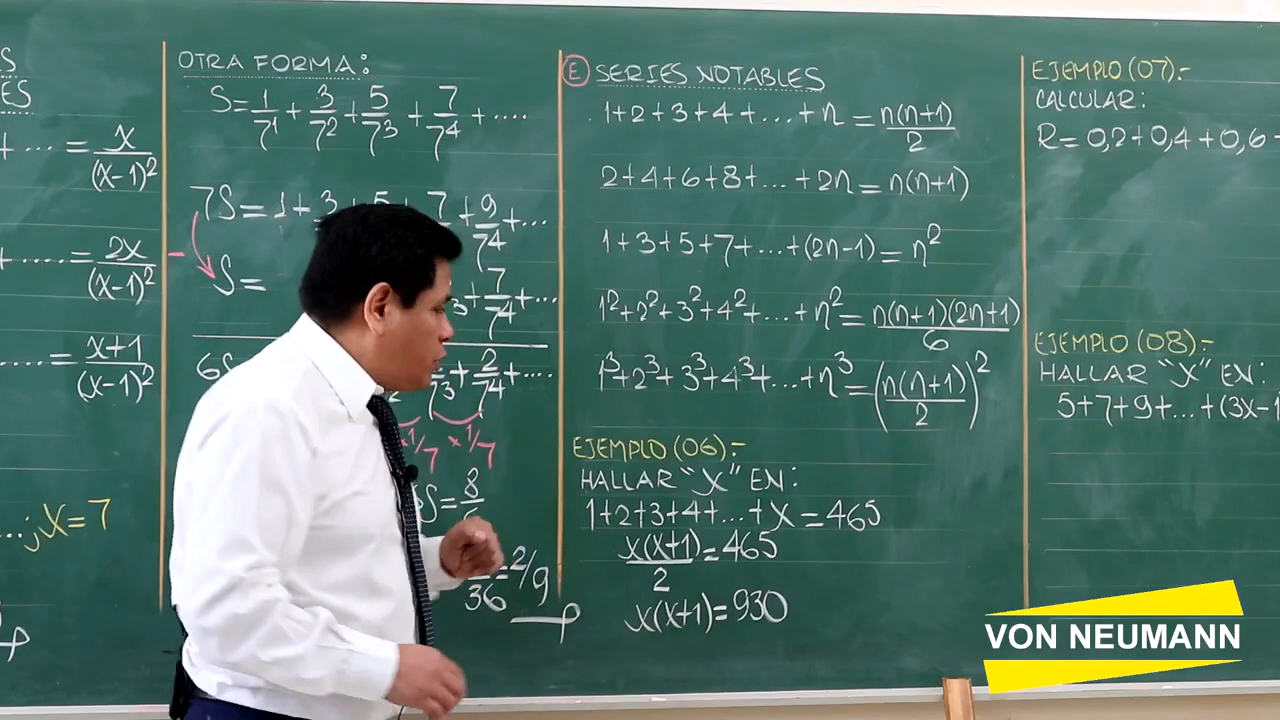 S
ES
+ .... = x/(x-1)²
+ ..... = 2x/(x-1)²
..... = x+1/(x-1)²
...; x = 7
OTRA FORMA:
S = 1/7¹ + 3/7² + 5/7³ + 7/7⁴ + ....
7S = 1 + 3 5 7 + 9/7⁴ + ...
S = 3 + 7/7⁴ + ...
6S 7³ + 2/7⁴ + ....
x1/7 x1/7
S = 8
36 = 2/9
E SERIES NOTABLES
1+2+3+4+...+n = n(n+1)/2
2+4+6+8+...+2n = n(n+1)
1+3+5+7+...+(2n-1) = n²
1²+2²+3²+4²+...+n² = n(n+1)(2n+1)/6
1³+2³+3³+4³+...+n³ = (n(n+1)/2)²
EJEMPLO (06):-
HALLAR "X" EN:
1+2+3+4+...+x = 465
x(x+1)/2 = 465
x(x+1) = 930
EJEMPLO (07):-
CALCULAR:
R = 0,2+0,4+0,6+
EJEMPLO (08):-
HALLAR "X" EN:
5+7+9+...+(3x-1
VON NEUMANN